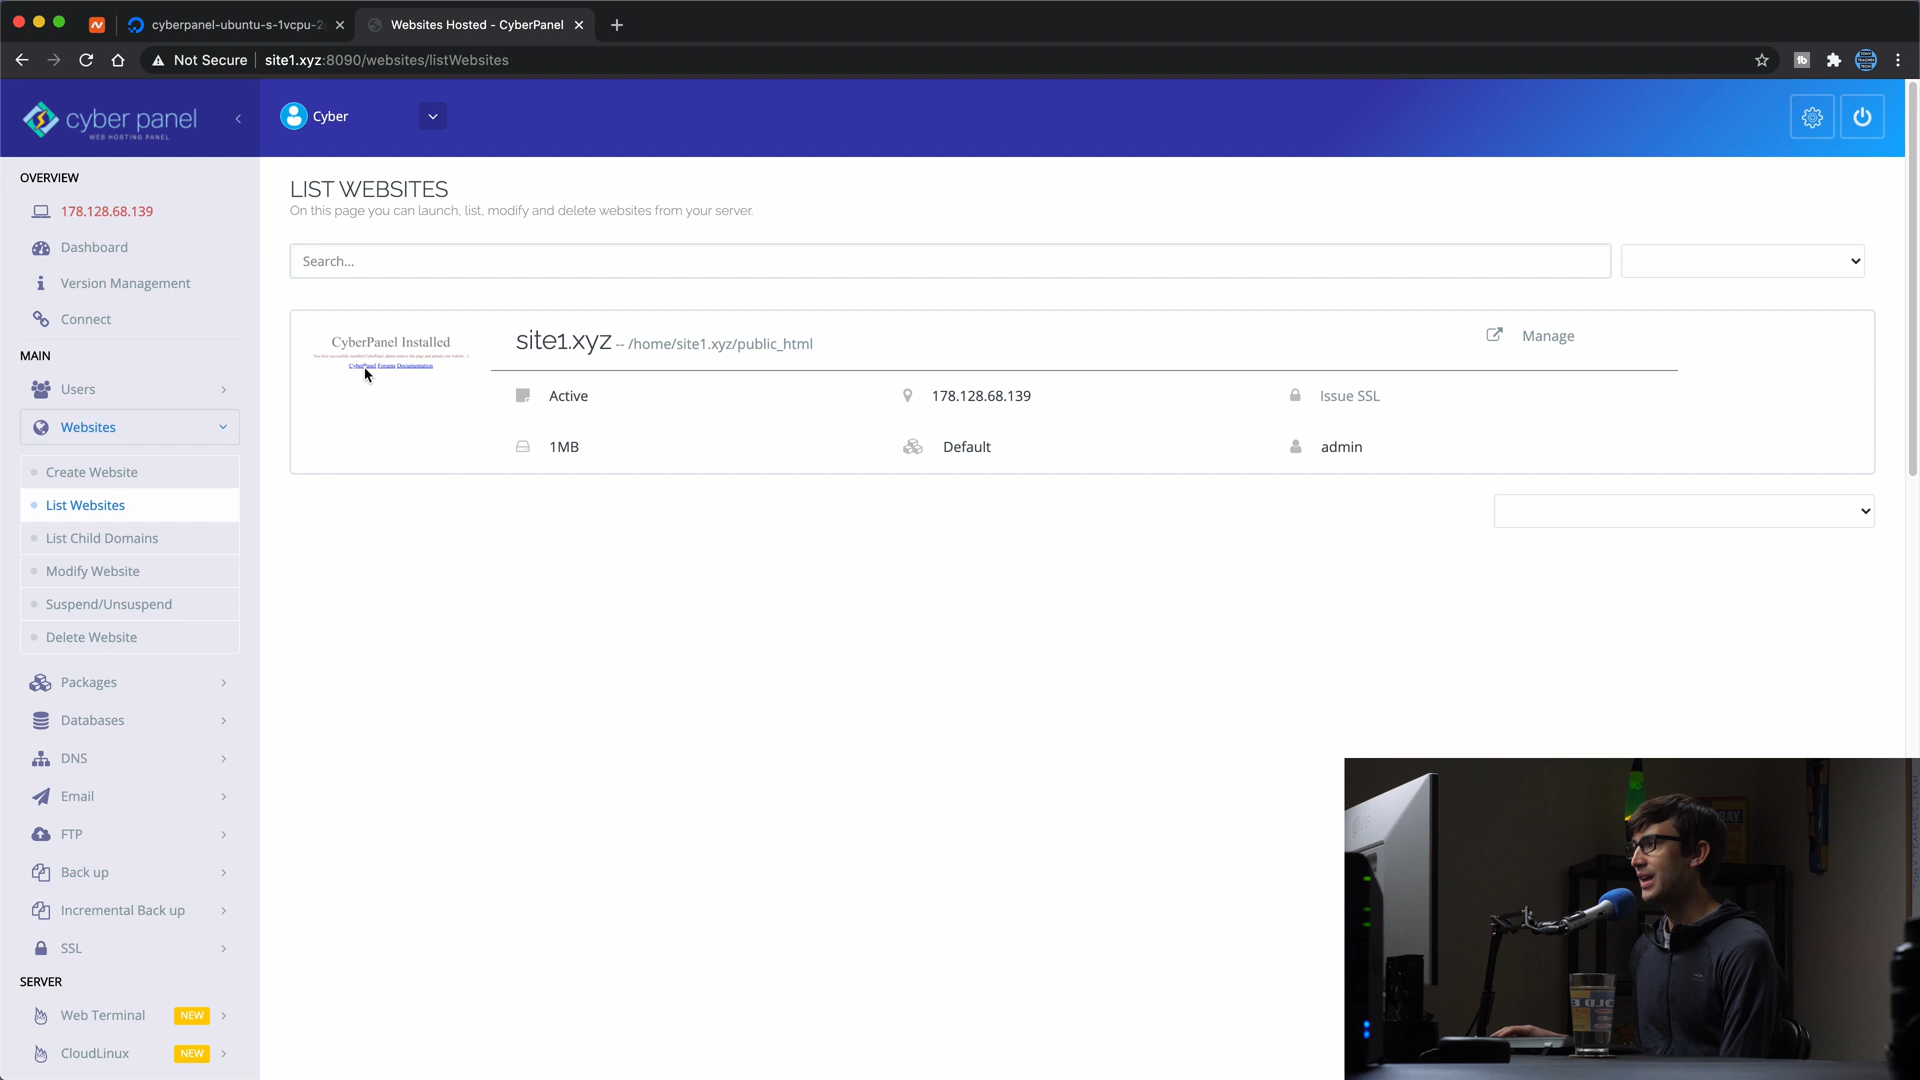 cyberpanel-ubuntu-s-1vcpu-2
Websites Hosted - CyberPanel
Not Secure
site1.xyz:8090/websites/listWebsites
cyber panel
WEB HOSTING PANEL
Cyber
OVERVIEW
178.128.68.139
Dashboard
Version Management
Connect
MAIN
Users
Websites
Create Website
List Websites
List Child Domains
Modify Website
Suspend/Unsuspend
Delete Website
Packages
Databases
DNS
Email
FTP
Back up
Incremental Back up
SSL
SERVER
Web Terminal NEW
CloudLinux NEW
LIST WEBSITES
On this page you can launch, list, modify and delete websites from your server.
Search...
CyberPanel Installed
CyberPanel Forums Documentation
site1.xyz -- /home/site1.xyz/public_html
Manage
Active
178.128.68.139
Issue SSL
1MB
Default
admin